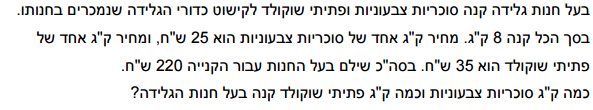 בעל חנות גלידה קנה סוכריות צבעוניות ופתיתי שוקולד לקישוט כדורי הגלידה שנמכרים בחנותו.
בסך הכל קנה 8 ק"ג. מחיר ק"ג אחד של סוכריות צבעוניות הוא 25 ש"ח, ומחיר ק"ג אחד של
פתיתי שוקולד הוא 35 ש"ח. בסה"כ שילם בעל החנות עבור הקנייה 220 ש"ח.
כמה ק"ג סוכריות צבעוניות וכמה ק"ג פתיתי שוקולד קנה בעל חנות הגלידה?